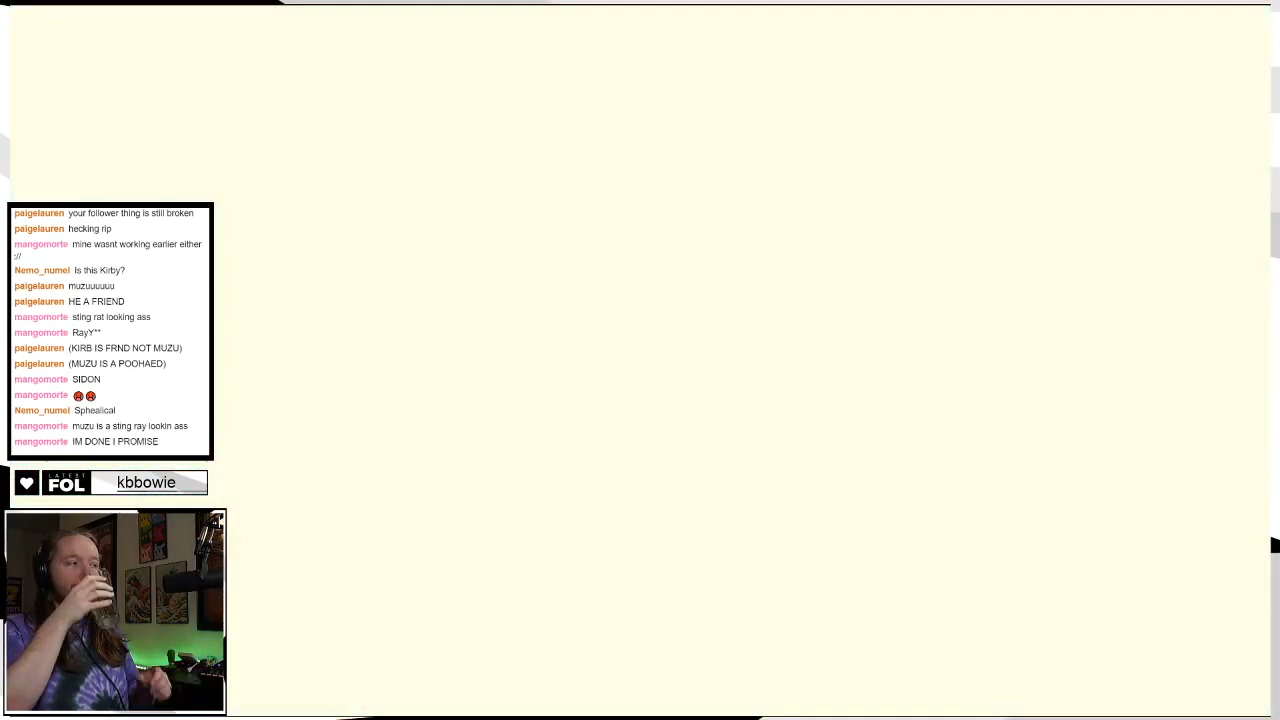 paigelauren your follower thing is still broken
paigelauren hecking rip
mangomorte mine wasnt working earlier either
://
Nemo_numel Is this Kirby?
paigelauren muzuuuuuu
paigelauren HE A FRIEND
mangomorte sting rat looking ass
mangomorte RayY**
paigelauren (KIRB IS FRND NOT MUZU)
paigelauren (MUZU IS A POOHAED)
mangomorte SIDON
mangomorte
Nemo_numel Sphealical
mangomorte muzu is a sting ray lookin ass
mangomorte IM DONE I PROMISE
LATEST
FOL kbbowie